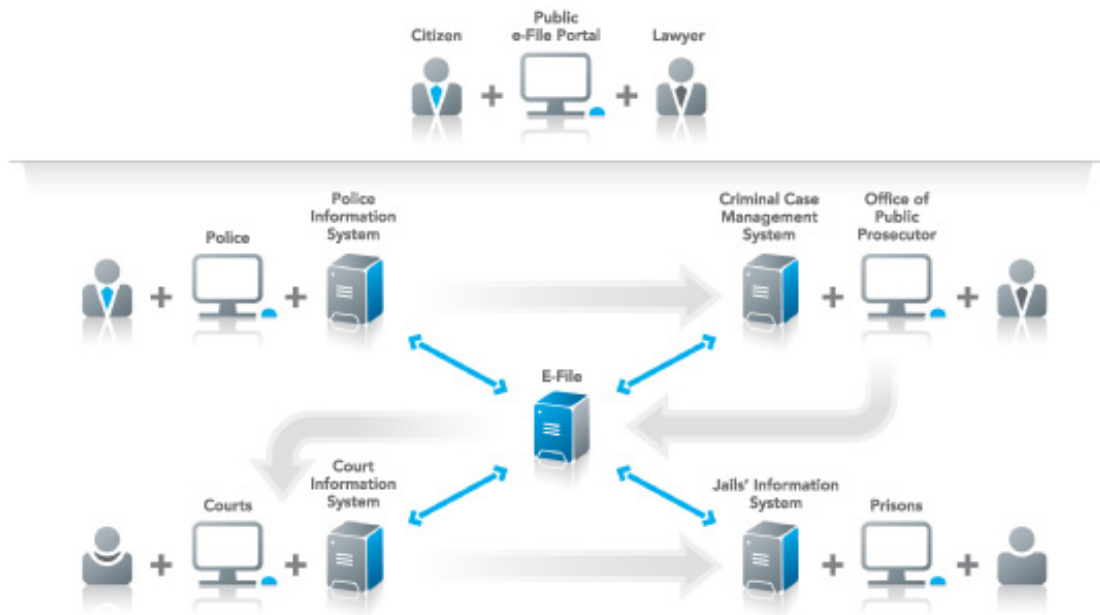 Citizen
Public
e-File Portal
Lawyer
Police
Police
Information
System
Criminal Case
Management
System
Office of
Public
Prosecutor
E-File
Courts
Court
Information
System
Jails' Information
System
Prisons